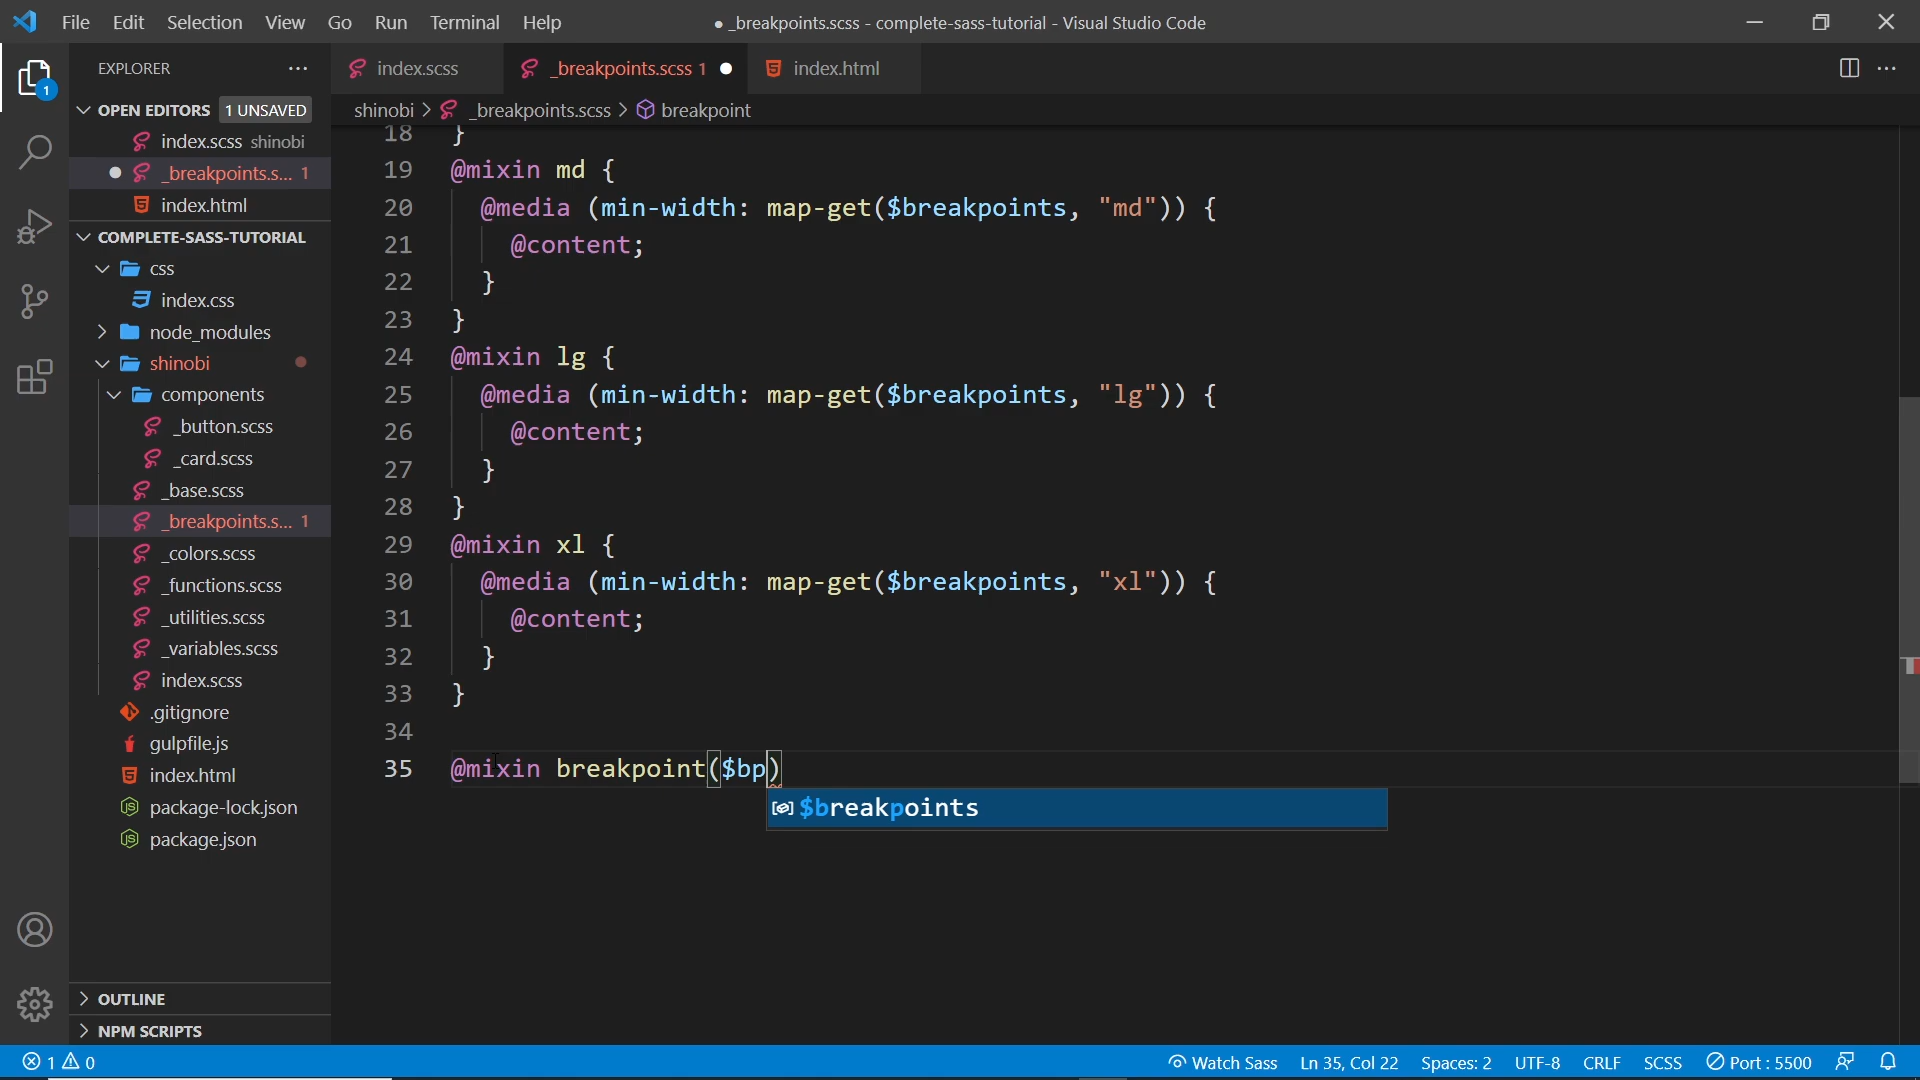 File Edit Selection View Go Run Terminal Help
● _breakpoints.scss - complete-sass-tutorial - Visual Studio Code
EXPLORER
OPEN EDITORS 1 UNSAVED
index.scss shinobi
_breakpoints.s... 1
index.html
COMPLETE-SASS-TUTORIAL
css
index.css
node_modules
shinobi
components
_button.scss
_card.scss
_base.scss
_breakpoints.s... 1
_colors.scss
_functions.scss
_utilities.scss
_variables.scss
index.scss
.gitignore
gulpfile.js
index.html
package-lock.json
package.json
OUTLINE
NPM SCRIPTS
1
index.scss
_breakpoints.scss 1
index.html
shinobi > _breakpoints.scss > breakpoint
18 }
19 @mixin md {
20 @media (min-width: map-get($breakpoints, "md")) {
21 @content;
22 }
23 }
24 @mixin lg {
25 @media (min-width: map-get($breakpoints, "lg")) {
26 @content;
27 }
28 }
29 @mixin xl {
30 @media (min-width: map-get($breakpoints, "xl")) {
31 @content;
32 }
33 }
34
35 @mixin breakpoint($bp)
$breakpoints
1 0
Watch Sass Ln 35, Col 22 Spaces: 2 UTF-8 CRLF SCSS Port : 5500